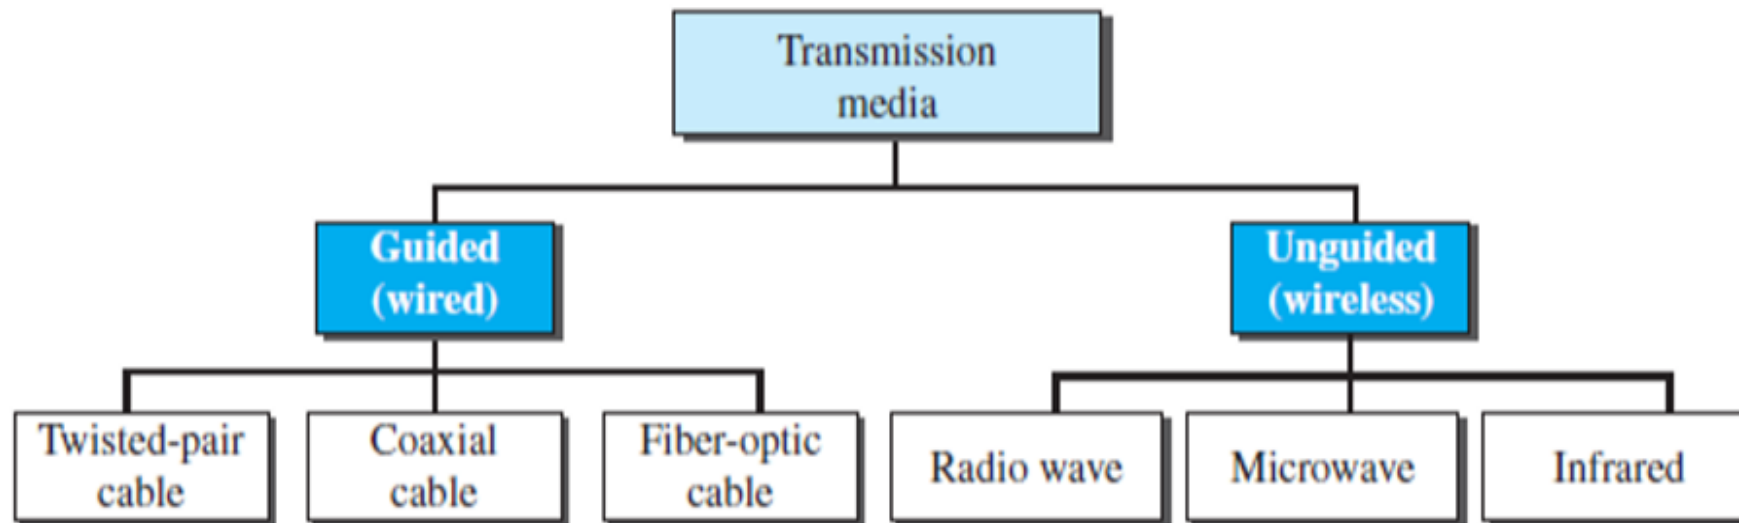 Transmission
media
Guided
(wired)
Unguided
(wireless)
Twisted-pair
cable
Coaxial
cable
Fiber-optic
cable
Radio wave
Microwave
Infrared